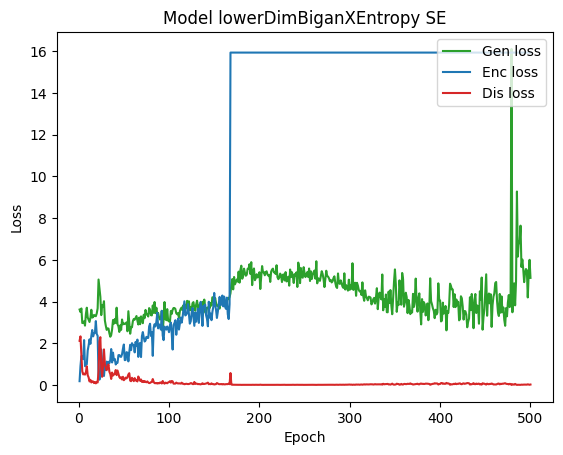 Model lowerDimBiganXEntropy SE
Gen loss
Enc loss
Dis loss
Loss
16
14
12
10
8
6
4
2
0
0 100 200 300 400 500
Epoch